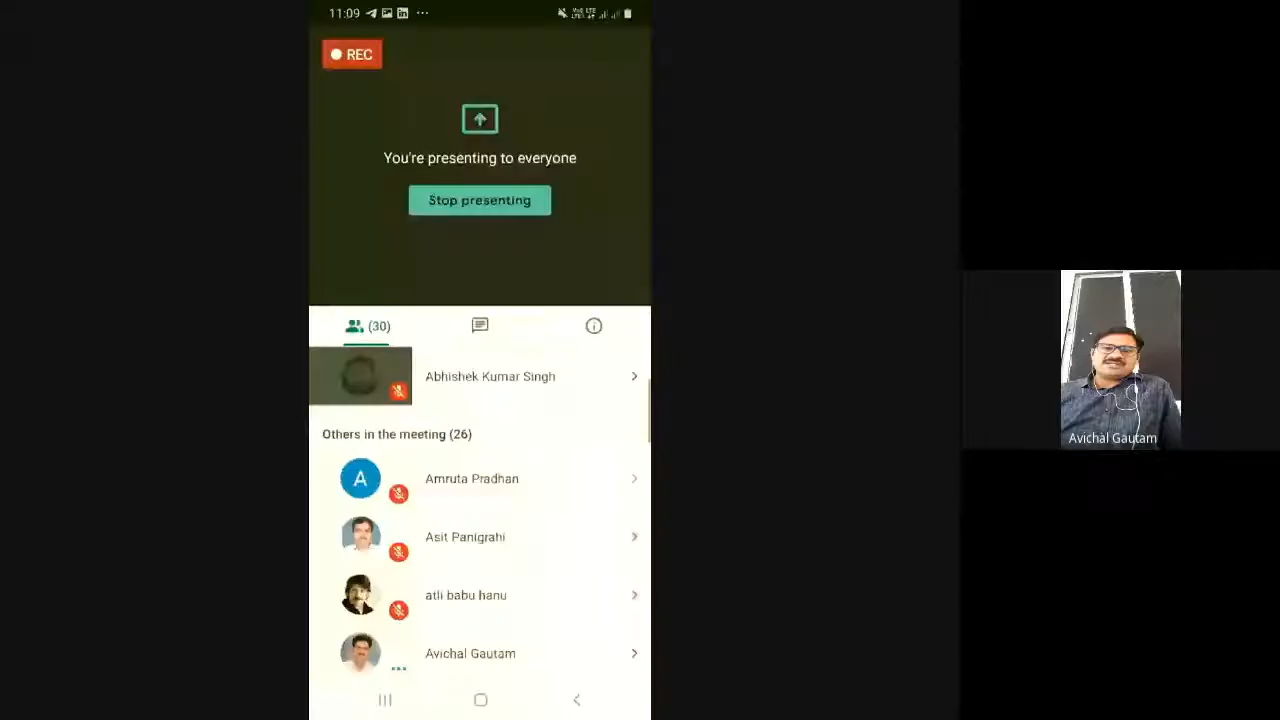 11:09
REC
You're presenting to everyone
Stop presenting
(30)
Abhishek Kumar Singh
Others in the meeting (26)
A
Amruta Pradhan
Asit Panigrahi
atli babu hanu
Avichal Gautam
Avichal Gautam